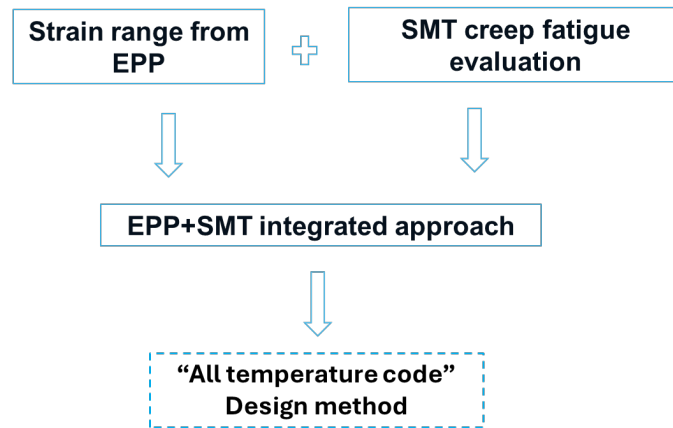 Strain range from
EPP
SMT creep fatigue
evaluation
EPP+SMT integrated approach
“All temperature code”
Design method